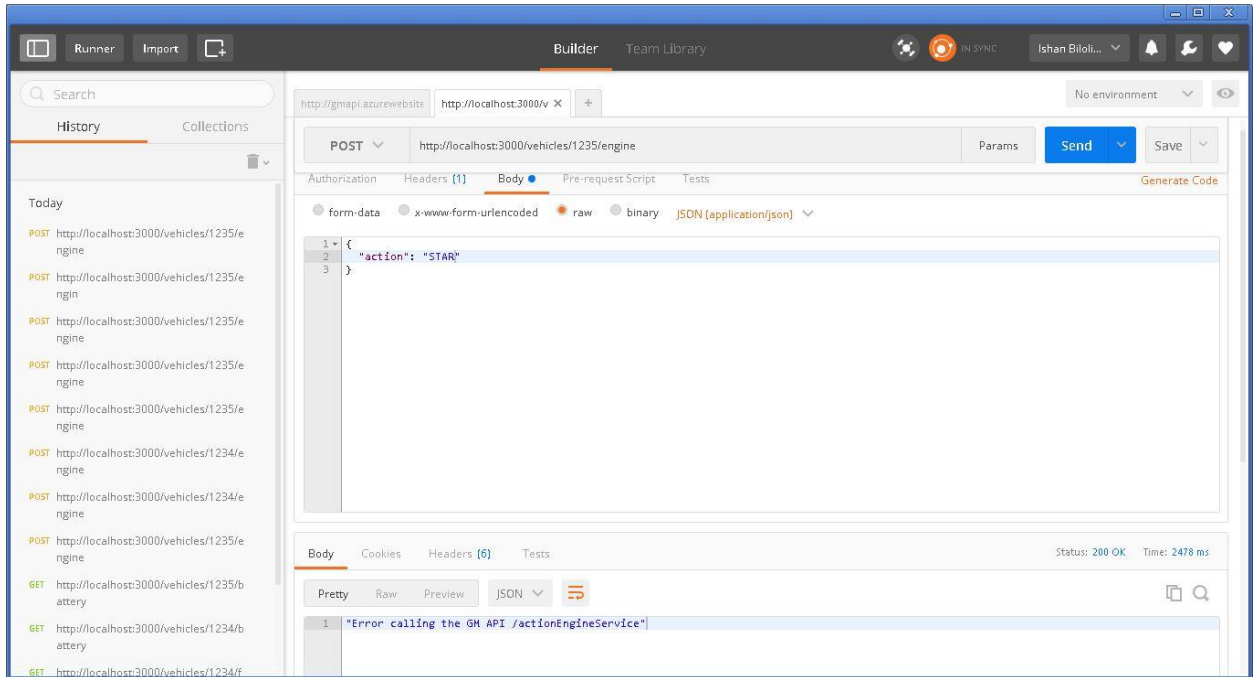 Runner Import Builder Team Library IN SYNC Ishan Biloli...
Search
History Collections
Today
POST http://localhost:3000/vehicles/1235/e
ngine
POST http://localhost:3000/vehicles/1235/e
ngin
POST http://localhost:3000/vehicles/1235/e
ngine
POST http://localhost:3000/vehicles/1235/e
ngine
POST http://localhost:3000/vehicles/1235/e
ngine
POST http://localhost:3000/vehicles/1234/e
ngine
POST http://localhost:3000/vehicles/1234/e
ngine
POST http://localhost:3000/vehicles/1235/e
ngine
GET http://localhost:3000/vehicles/1235/b
attery
GET http://localhost:3000/vehicles/1234/b
attery
GET http://localhost:3000/vehicles/1234/f
http://gmapi.azurewebsite http://localhost:3000/v No environment
POST http://localhost:3000/vehicles/1235/engine Params Send Save
Authorization Headers (1) Body Pre-request Script Tests Generate Code
form-data x-www-form-urlencoded raw binary JSON (application/json)
1 {
2 "action": "STAR"
3 }
Body Cookies Headers (6) Tests Status: 200 OK Time: 2478 ms
Pretty Raw Preview JSON
1 "Error calling the GM API /actionEngineService"